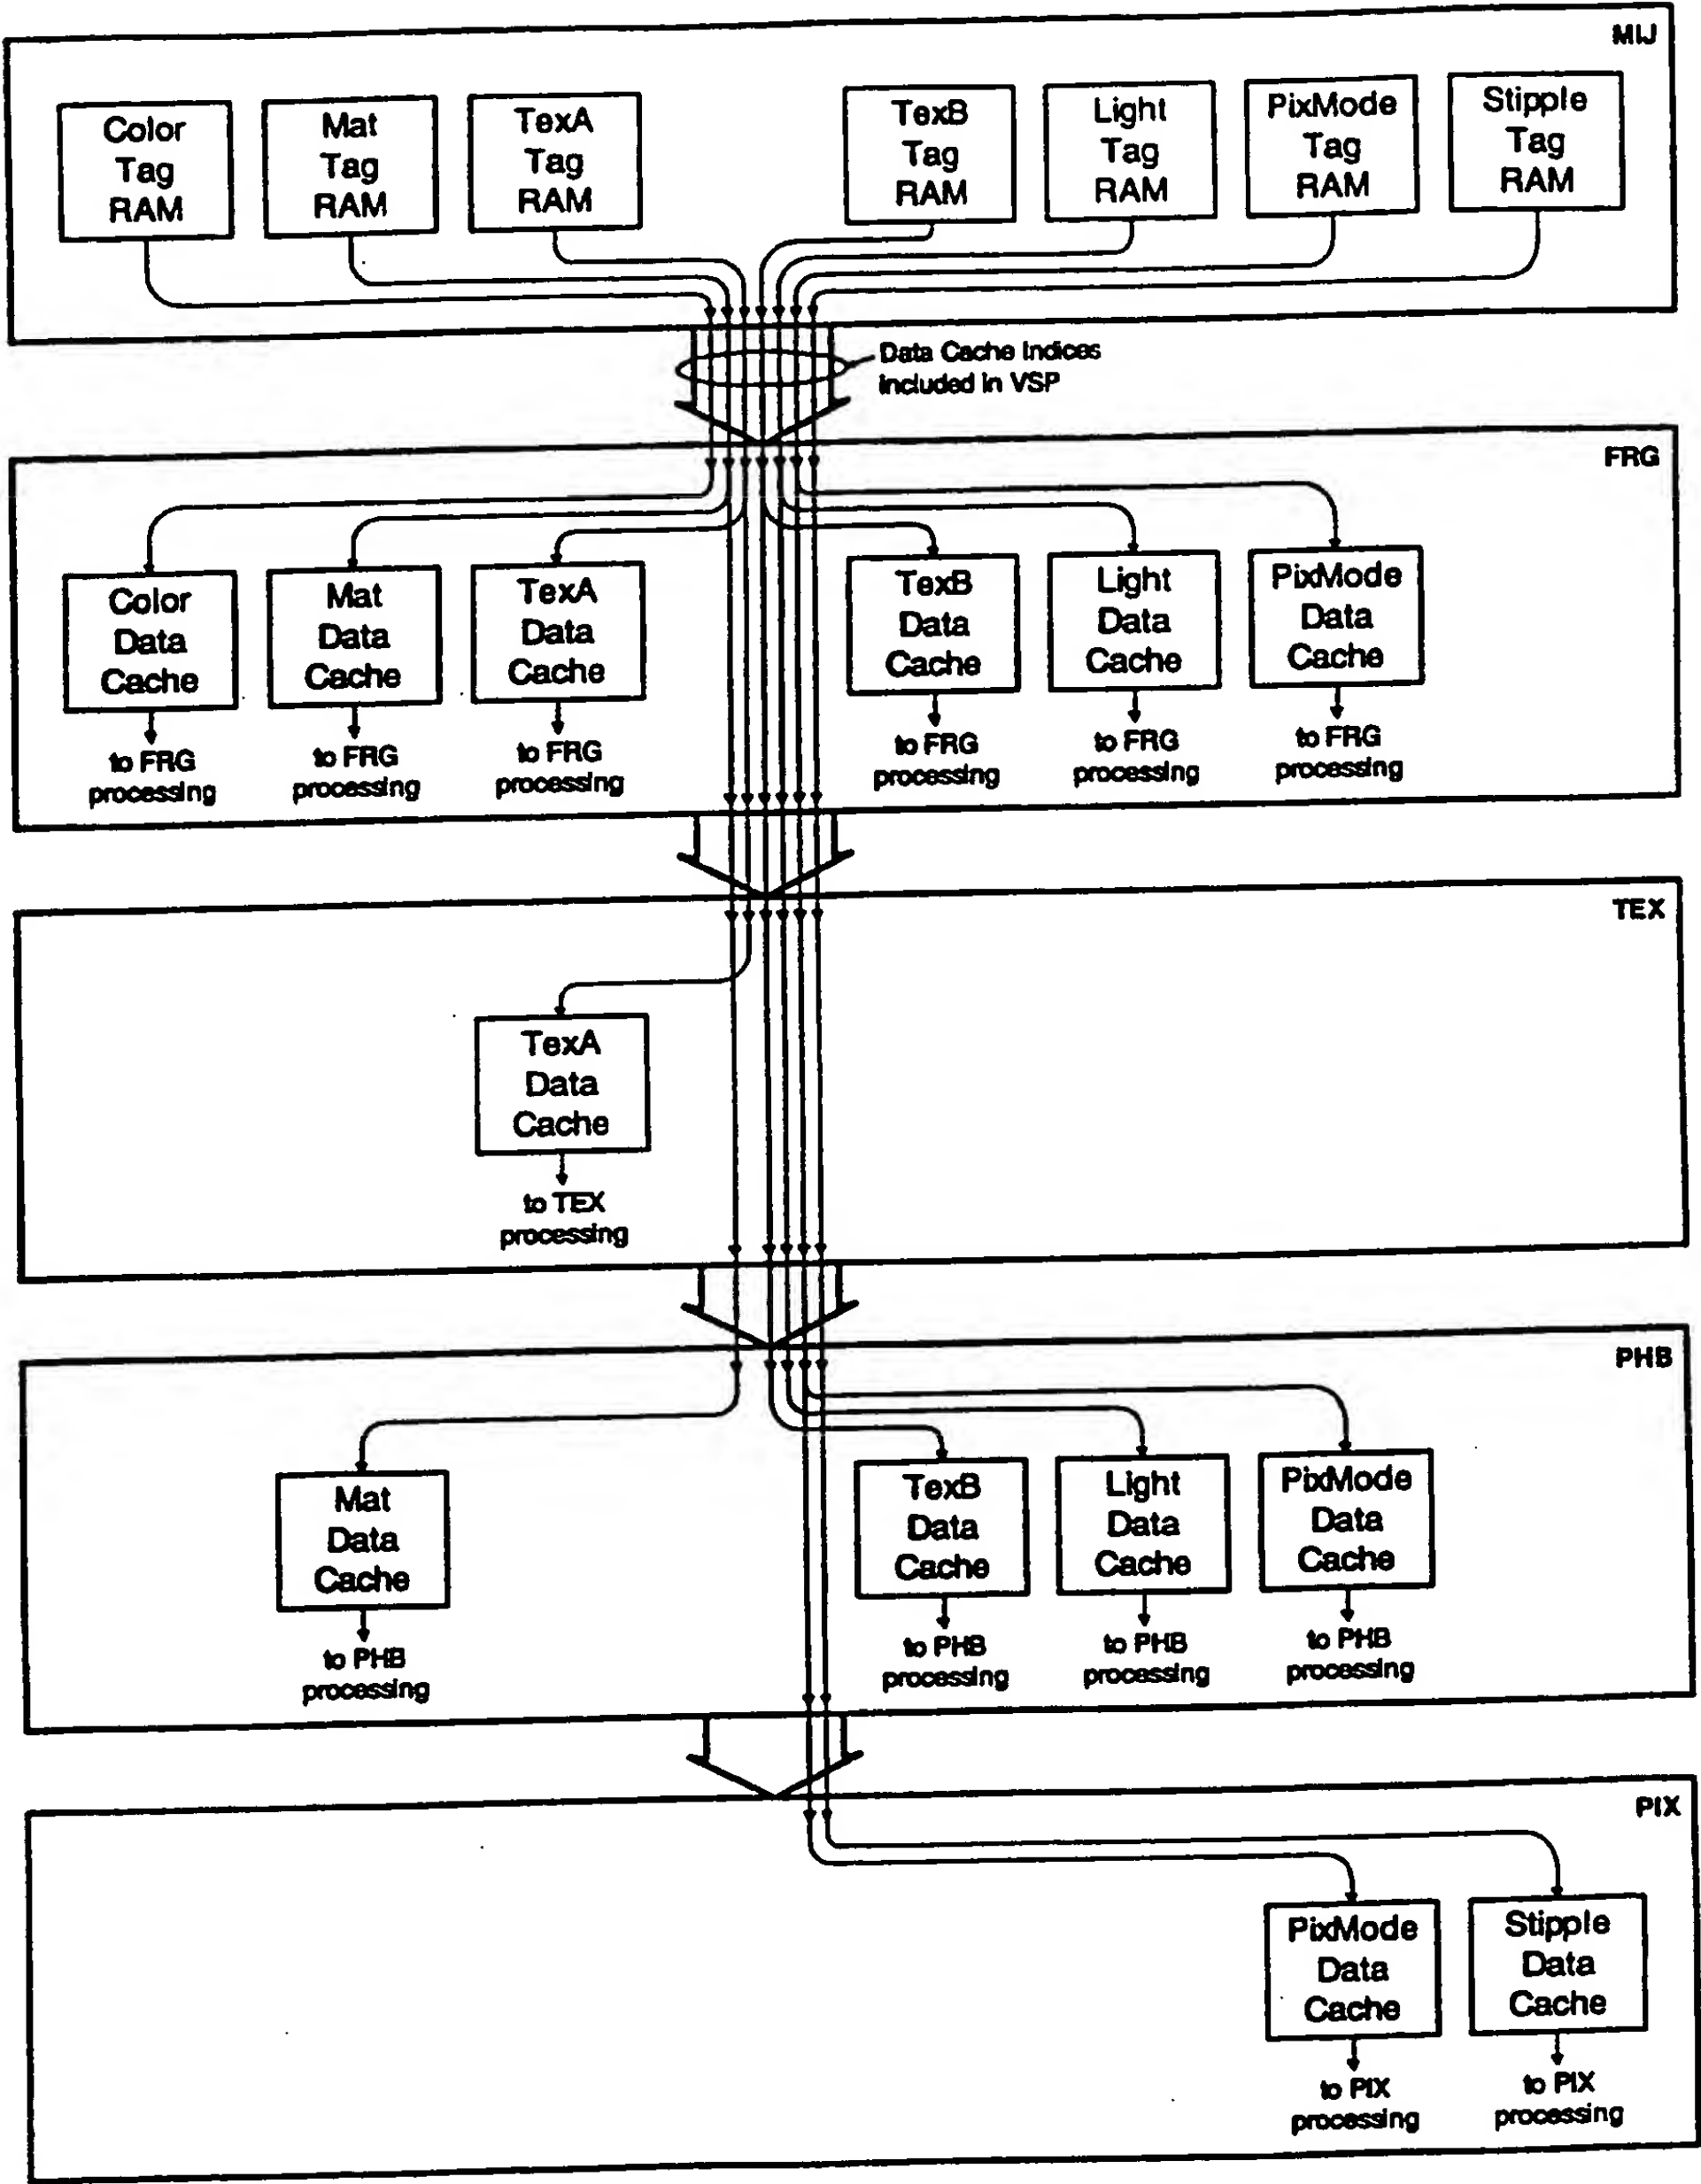 MIJ
Color
Tag
RAM
Mat
Tag
RAM
TexA
Tag
RAM
TexB
Tag
RAM
Light
Tag
RAM
PixMode
Tag
RAM
Stipple
Tag
RAM
Data Cache Indices
included in VSP
FRG
Color
Data
Cache
to FRG
processing
Mat
Data
Cache
to FRG
processing
TexA
Data
Cache
to FRG
processing
TexB
Data
Cache
to FRG
processing
Light
Data
Cache
to FRG
processing
PixMode
Data
Cache
to FRG
processing
TEX
TexA
Data
Cache
to TEX
processing
PHB
Mat
Data
Cache
to PHB
processing
TexB
Data
Cache
to PHB
processing
Light
Data
Cache
to PHB
processing
PixMode
Data
Cache
to PHB
processing
PIX
PixMode
Data
Cache
to PIX
processing
Stipple
Data
Cache
to PIX
processing